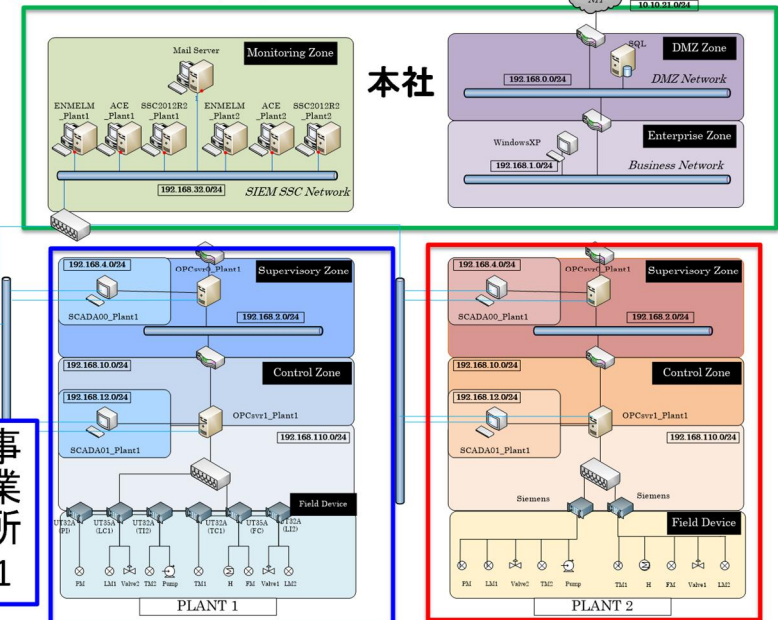 10.10.21.0/24
Mail Server
Monitoring Zone
ENMELM
_Plant1
ACE
_Plant1
SSC2012R2
_Plant1
ENMELM
_Plant2
ACE
_Plant2
SSC2012R2
_Plant2
192.168.32.0/24
SIEM SSC Network
本社
SQL
DMZ Zone
192.168.0.0/24
DMZ Network
WindowsXP
Enterprise Zone
192.168.1.0/24
Business Network
192.168.4.0/24
OPCsvr0_Plant1
Supervisory Zone
SCADA00_Plant1
192.168.2.0/24
192.168.10.0/24
Control Zone
192.168.12.0/24
OPCsvr1_Plant1
SCADA01_Plant1
192.168.110.0/24
Field Device
UT32A
(PI)
UT35A
(LC1)
UT32A
(TI2)
UT32A
(TC1)
UT35A
(FC)
UT32A
(LI2)
PM
LM1
Valve2
TM2
Pump
TM1
H
FM
Valve1
LM2
PLANT 1
事
業
所
1
192.168.4.0/24
OPCsvr0_Plant1
Supervisory Zone
SCADA00_Plant1
192.168.2.0/24
192.168.10.0/24
Control Zone
192.168.12.0/24
OPCsvr1_Plant1
SCADA01_Plant1
192.168.110.0/24
Siemens
Siemens
Field Device
PM
LM1
Valve2
TM2
Pump
TM1
H
FM
Valve1
LM2
PLANT 2